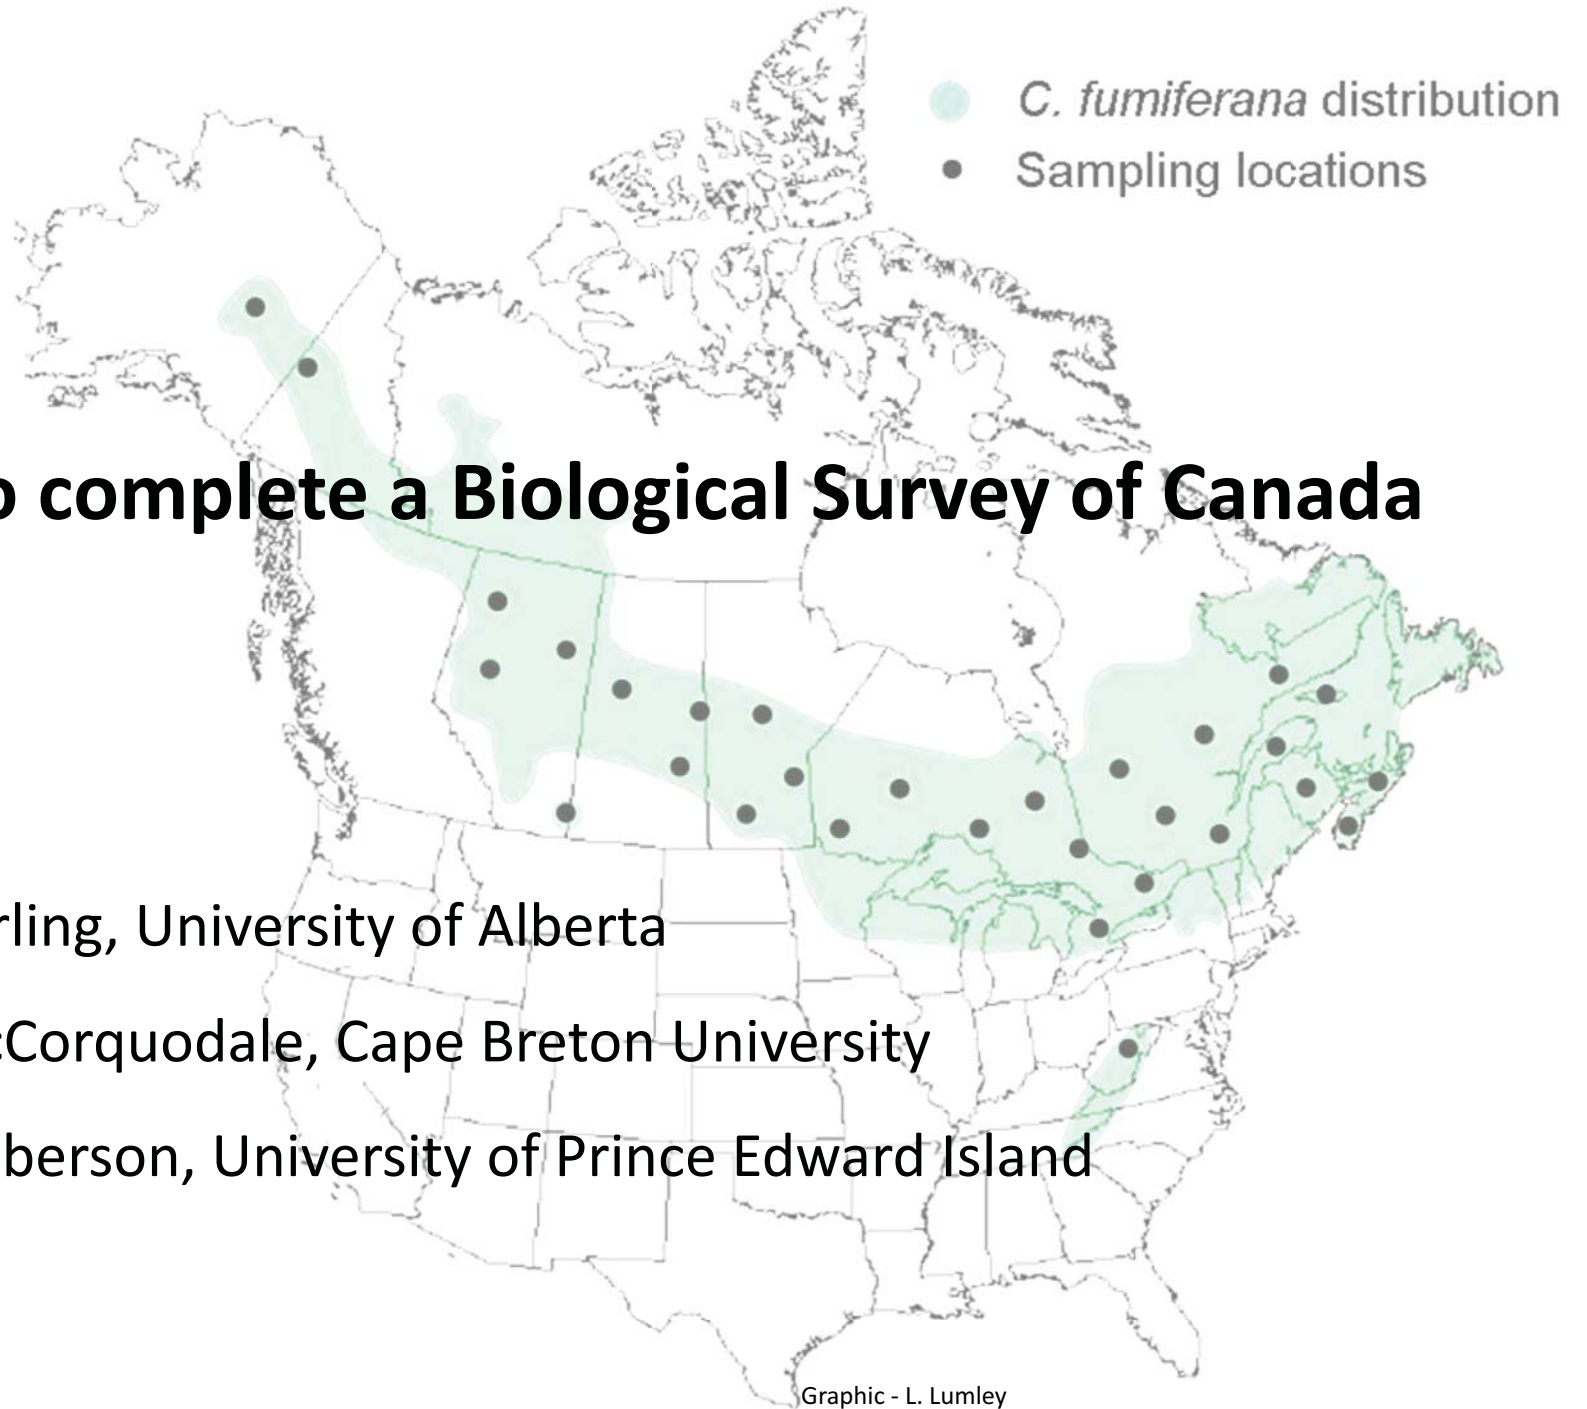 C. fumiferana distribution
Sampling locations
o complete a Biological Survey of Canada
rling, University of Alberta
cCorquodale, Cape Breton University
berson, University of Prince Edward Island
Graphic - L. Lumley